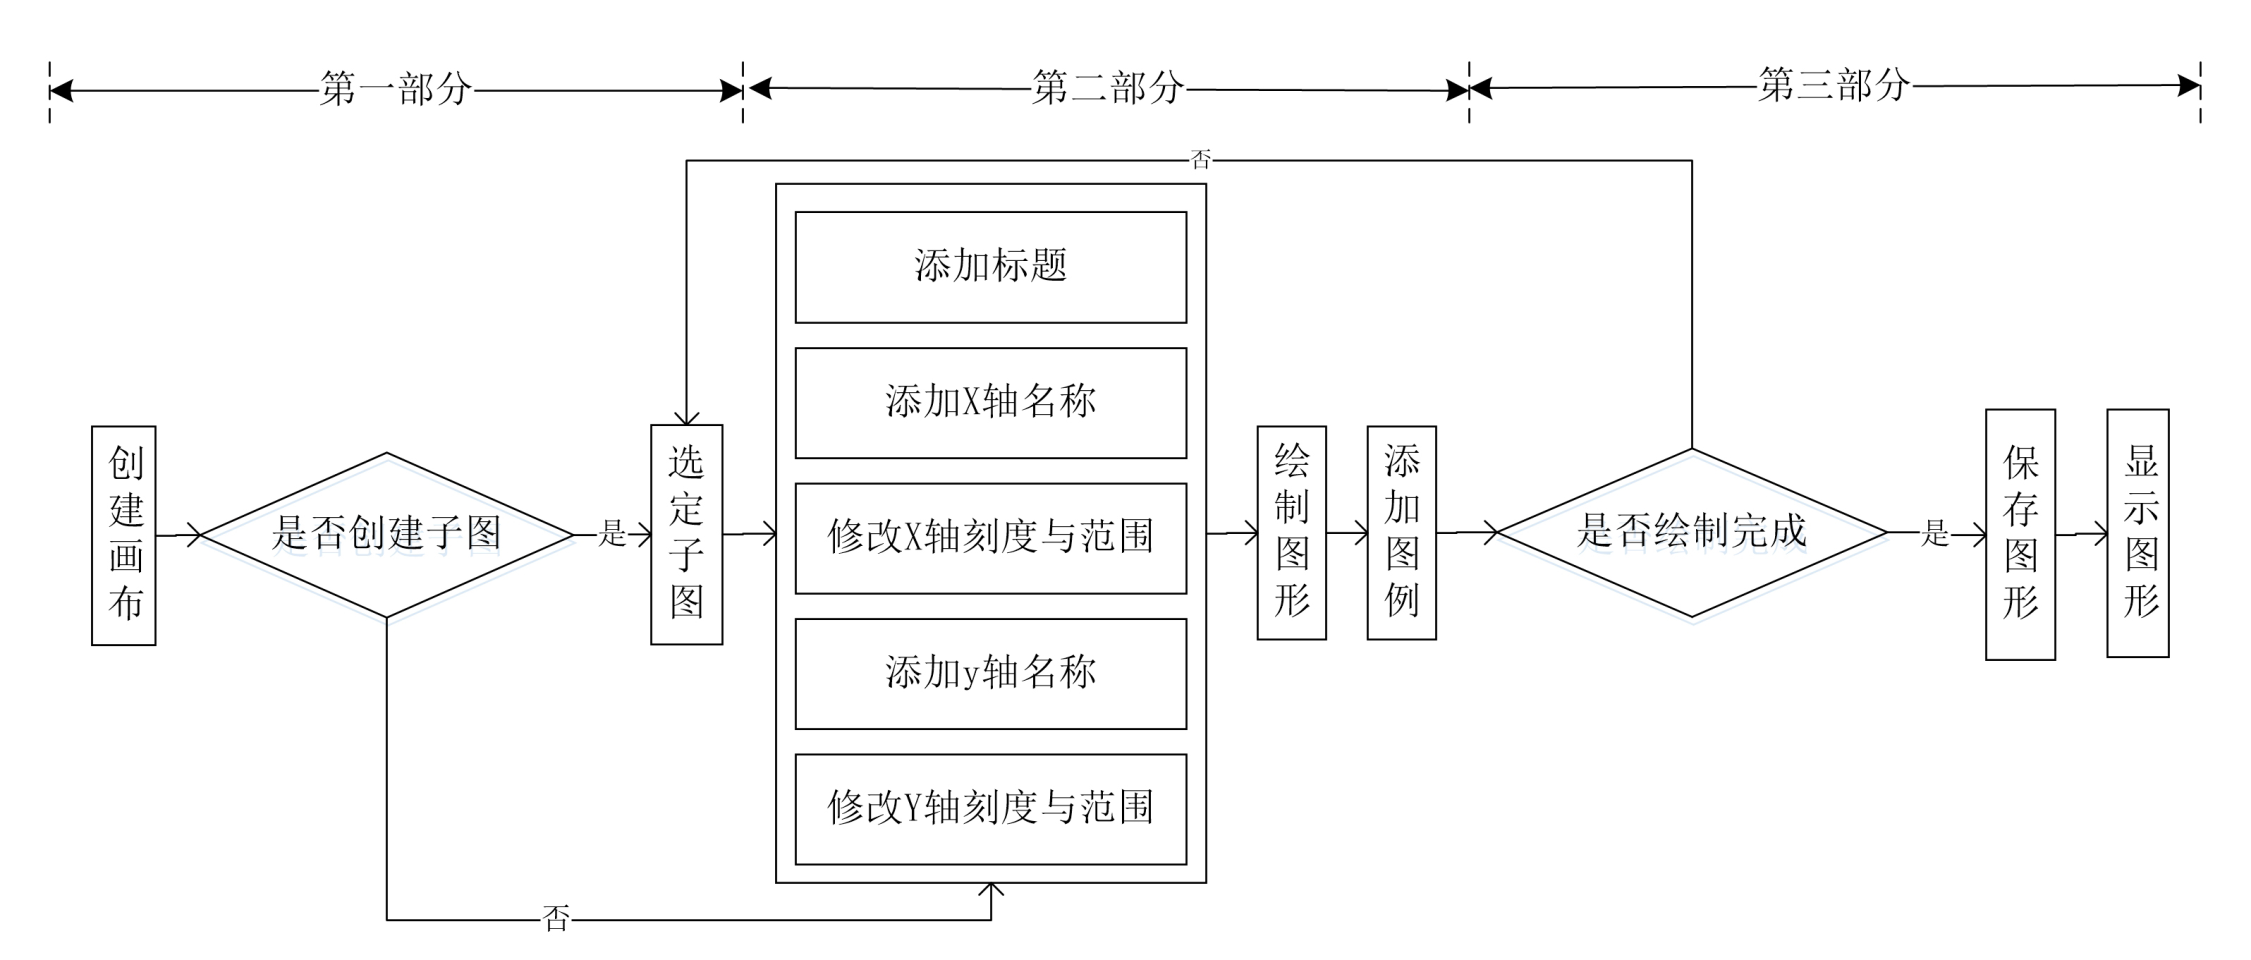 第一部分
第二部分
第三部分
否
创建画布
是否创建子图
是
选定子图
添加标题
添加X轴名称
修改X轴刻度与范围
添加y轴名称
修改Y轴刻度与范围
绘制图形
添加图例
是否绘制完成
是
保存图形
显示图形
否